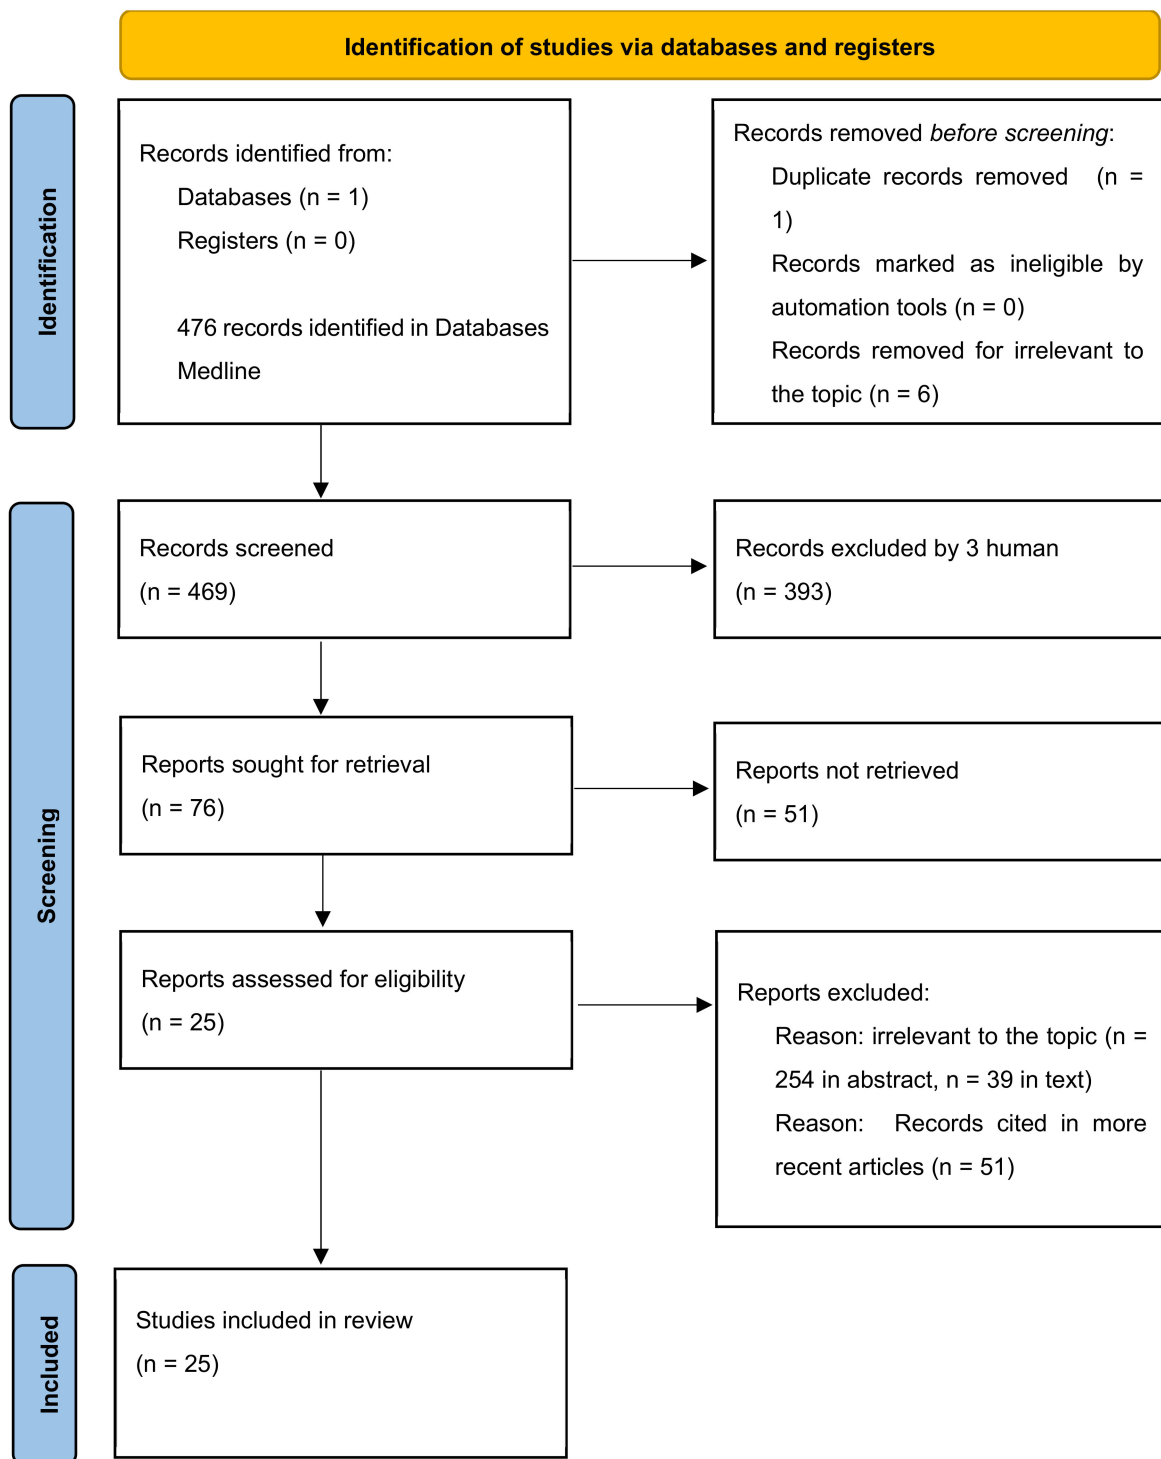 Identification of studies via databases and registers
Identification
Records identified from:
Databases (n = 1)
Registers (n = 0)
476 records identified in Databases
Medline
Records removed before screening:
Duplicate records removed (n =
1)
Records marked as ineligible by
automation tools (n = 0)
Records removed for irrelevant to
the topic (n = 6)
Screening
Records screened
(n = 469)
Records excluded by 3 human
(n = 393)
Reports sought for retrieval
(n = 76)
Reports not retrieved
(n = 51)
Reports assessed for eligibility
(n = 25)
Reports excluded:
Reason: irrelevant to the topic (n =
254 in abstract, n = 39 in text)
Reason: Records cited in more
recent articles (n = 51)
Included
Studies included in review
(n = 25)